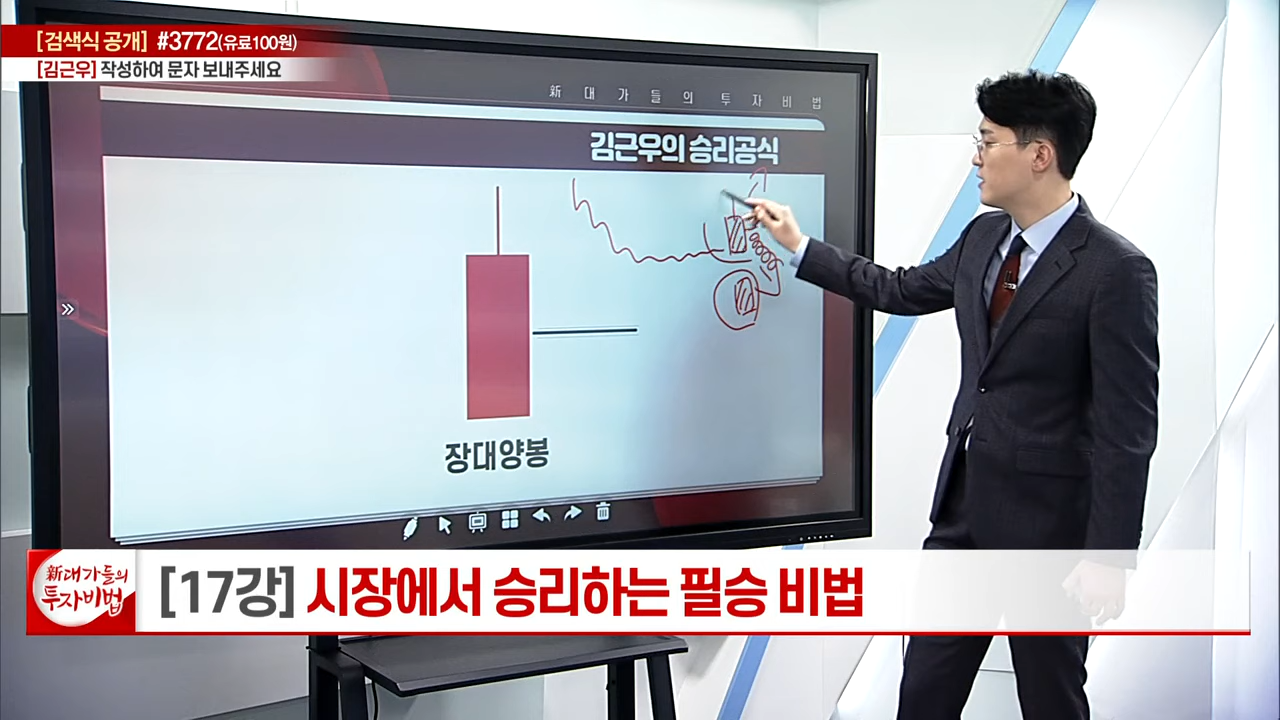 [검색식 공개] #3772(유료100원)
[김근우] 작성하여 문자 보내주세요
新 대가들의 투자비법
김근우의 승리공식
장대양봉
新대가들의
투자비법
[17강] 시장에서 승리하는 필승 비법